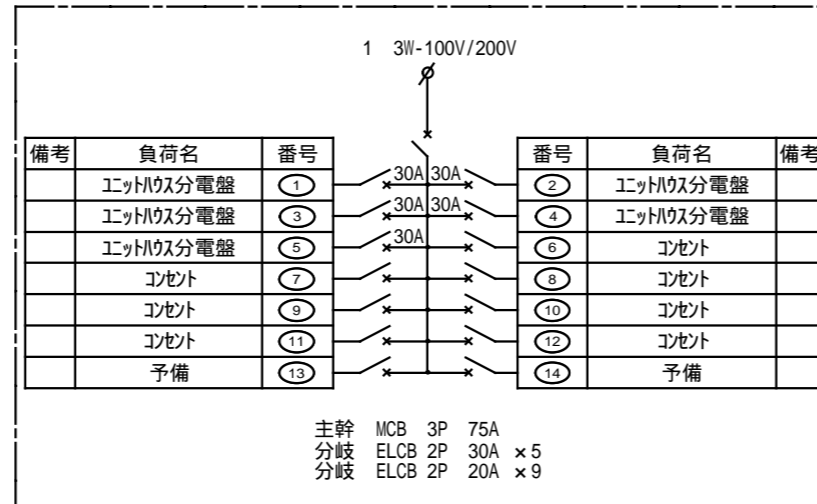 1 3W-100V/200V
備考 負荷名 番号 番号 負荷名 備考
ユニットハウス分電盤 1 30A 30A 2 ユニットハウス分電盤
ユニットハウス分電盤 3 30A 30A 4 ユニットハウス分電盤
ユニットハウス分電盤 5 30A 6 コンセント
コンセント 7 8 コンセント
コンセント 9 10 コンセント
コンセント 11 12 コンセント
予備 13 14 予備
主幹 MCB 3P 75A
分岐 ELCB 2P 30A ×5
分岐 ELCB 2P 20A ×9